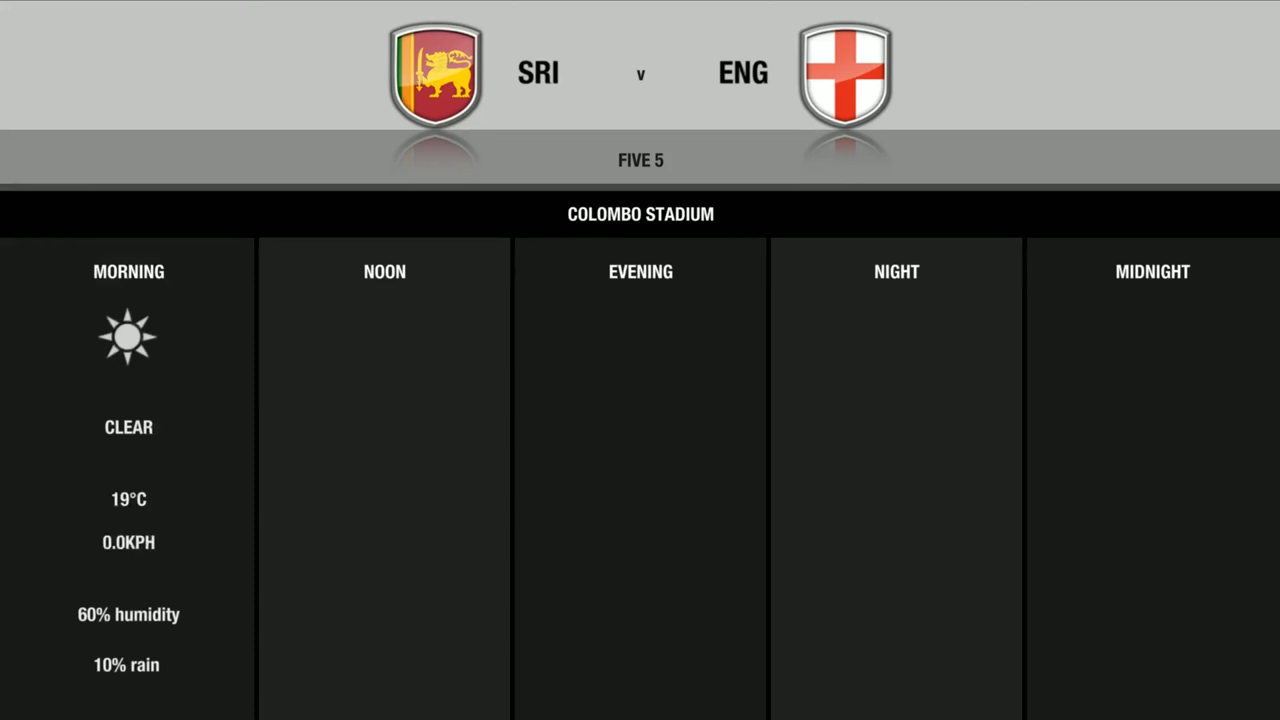 SRI v ENG
FIVE 5
COLOMBO STADIUM
MORNING NOON EVENING NIGHT MIDNIGHT
CLEAR
19°C
0.0KPH
60% humidity
10% rain